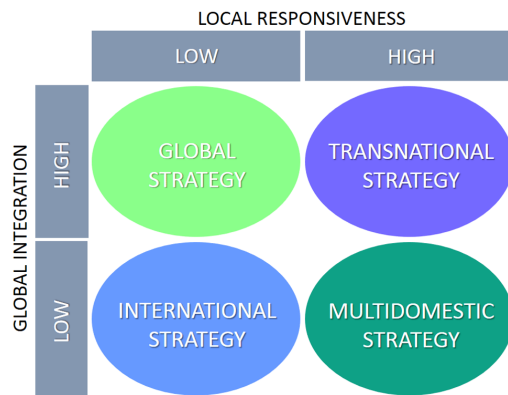 LOCAL RESPONSIVENESS
LOW
HIGH
GLOBAL INTEGRATION
HIGH
GLOBAL
STRATEGY
TRANSNATIONAL
STRATEGY
LOW
INTERNATIONAL
STRATEGY
MULTIDOMESTIC
STRATEGY